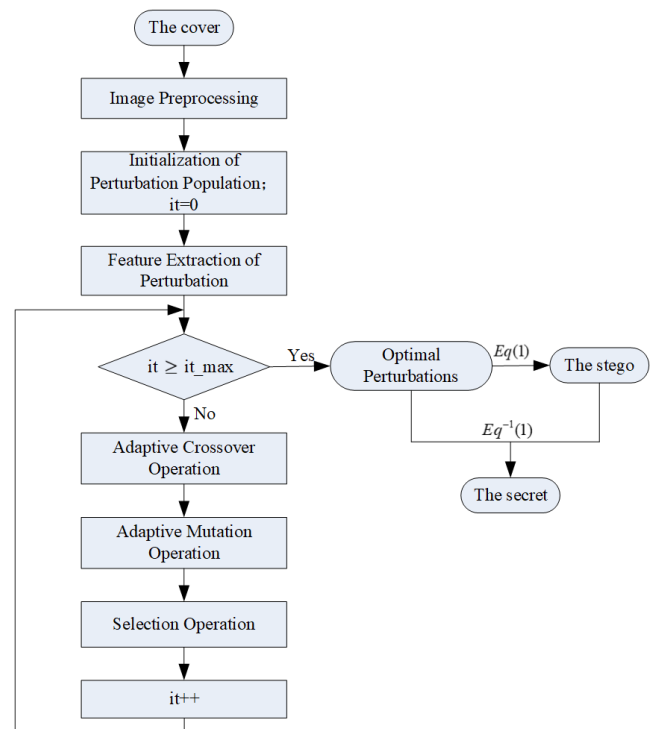 The cover
Image Preprocessing
Initialization of
Perturbation Population；
it=0
Feature Extraction of
Perturbation
it ≥ it_max
Yes
Optimal
Perturbations
Eq(1)
The stego
No
Eq⁻¹(1)
The secret
Adaptive Crossover
Operation
Adaptive Mutation
Operation
Selection Operation
it++